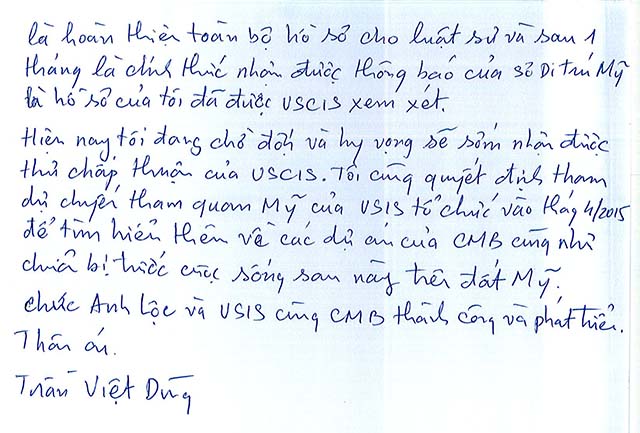 là hoàn thiện toàn bộ hồ sơ cho luật sư và sau 1
tháng là chính thức nhận được thông báo của sở Di trú Mỹ
là hồ sơ của tôi đã được USCIS xem xét.
Hiện nay tôi đang chờ đợi và hy vọng sẽ sớm nhận được
thư chấp thuận của USCIS. Tôi cũng quyết định tham
dự chuyến tham quan Mỹ của USIS tổ chức vào tháng 4/2015
để tìm hiểu thêm về các dự án của CMB cũng như
chuẩn bị trước cuộc sống sau này trên đất Mỹ.
chúc Anh Lộc và USIS cùng CMB thành công và phát triển.
Thân ái.
Trần Việt Dũng